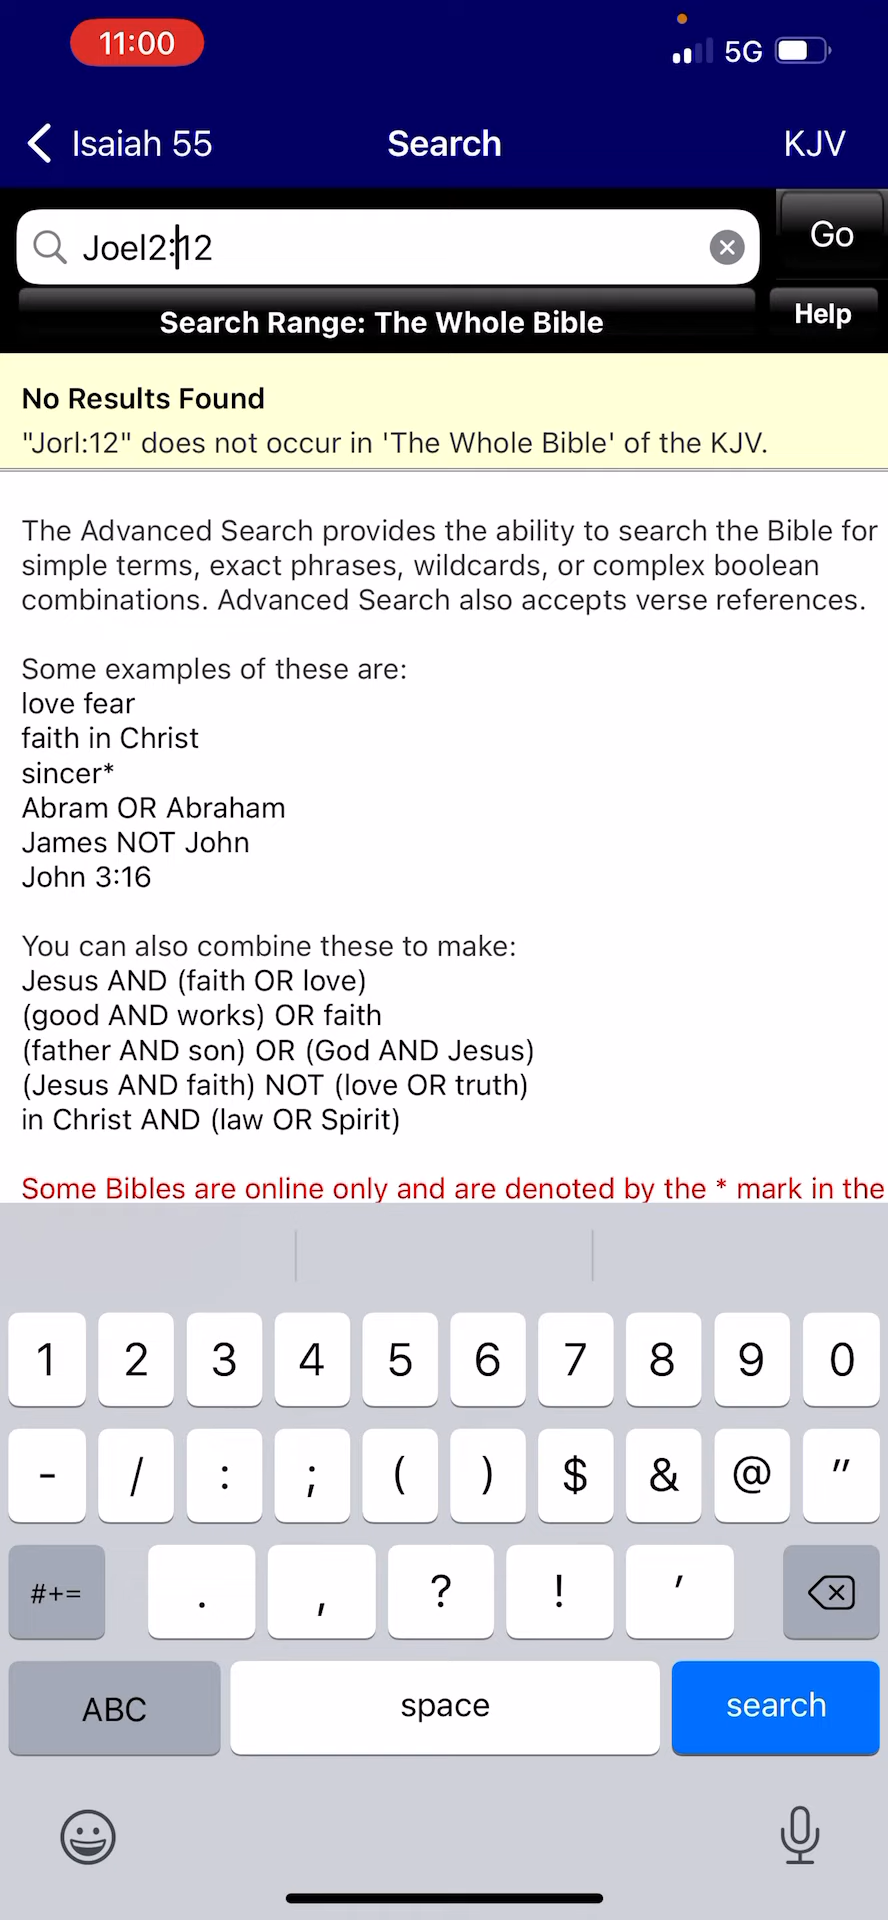 11:00
5G
Isaiah 55
Search
KJV
Joel2:12
Go
Search Range: The Whole Bible
Help
No Results Found
"Jorl:12" does not occur in 'The Whole Bible' of the KJV.
The Advanced Search provides the ability to search the Bible for
simple terms, exact phrases, wildcards, or complex boolean
combinations. Advanced Search also accepts verse references.
Some examples of these are:
love fear
faith in Christ
sincer*
Abram OR Abraham
James NOT John
John 3:16
You can also combine these to make:
Jesus AND (faith OR love)
(good AND works) OR faith
(father AND son) OR (God AND Jesus)
(Jesus AND faith) NOT (love OR truth)
in Christ AND (law OR Spirit)
Some Bibles are online only and are denoted by the * mark in the
1 2 3 4 5 6 7 8 9 0
- / : ; ( ) $ & @ "
#+= . , ? ! '
ABC space search